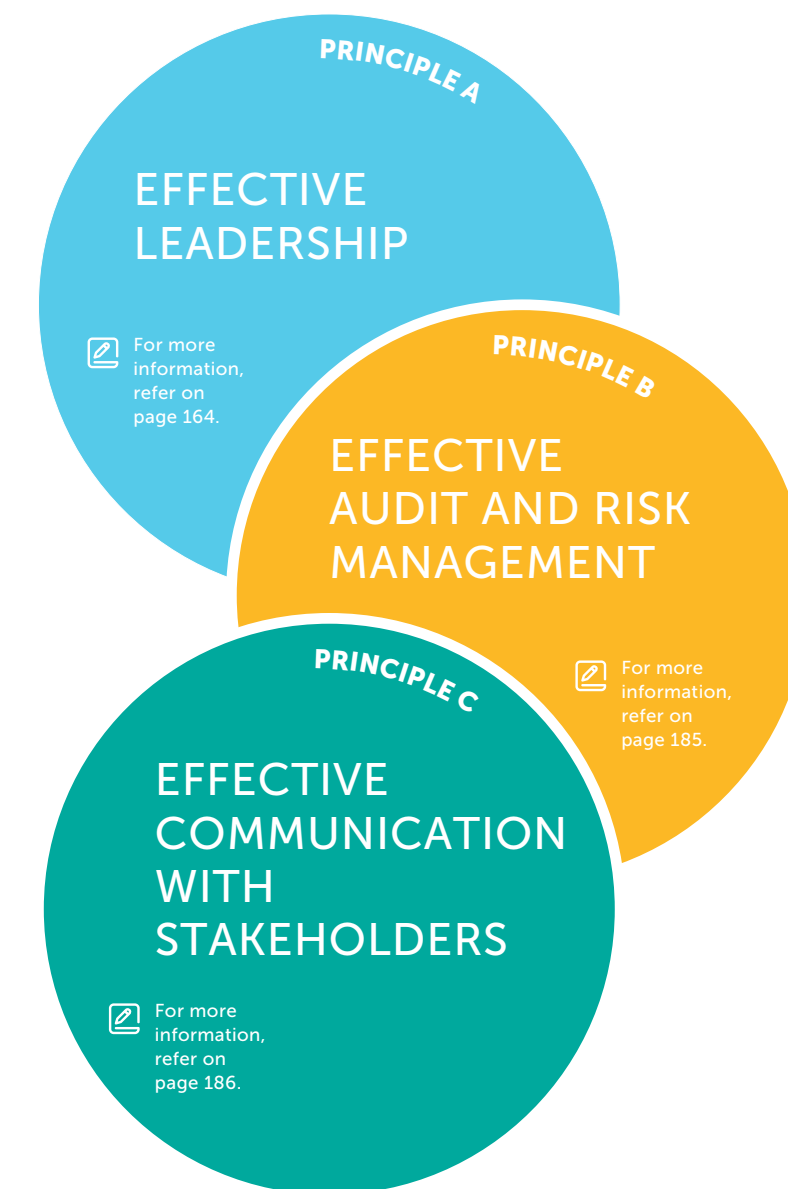 PRINCIPLE A
EFFECTIVE
LEADERSHIP
For more
information,
refer on
page 164.
PRINCIPLE B
EFFECTIVE
AUDIT AND RISK
MANAGEMENT
For more
information,
refer on
page 185.
PRINCIPLE C
EFFECTIVE
COMMUNICATION
WITH
STAKEHOLDERS
For more
information,
refer on
page 186.